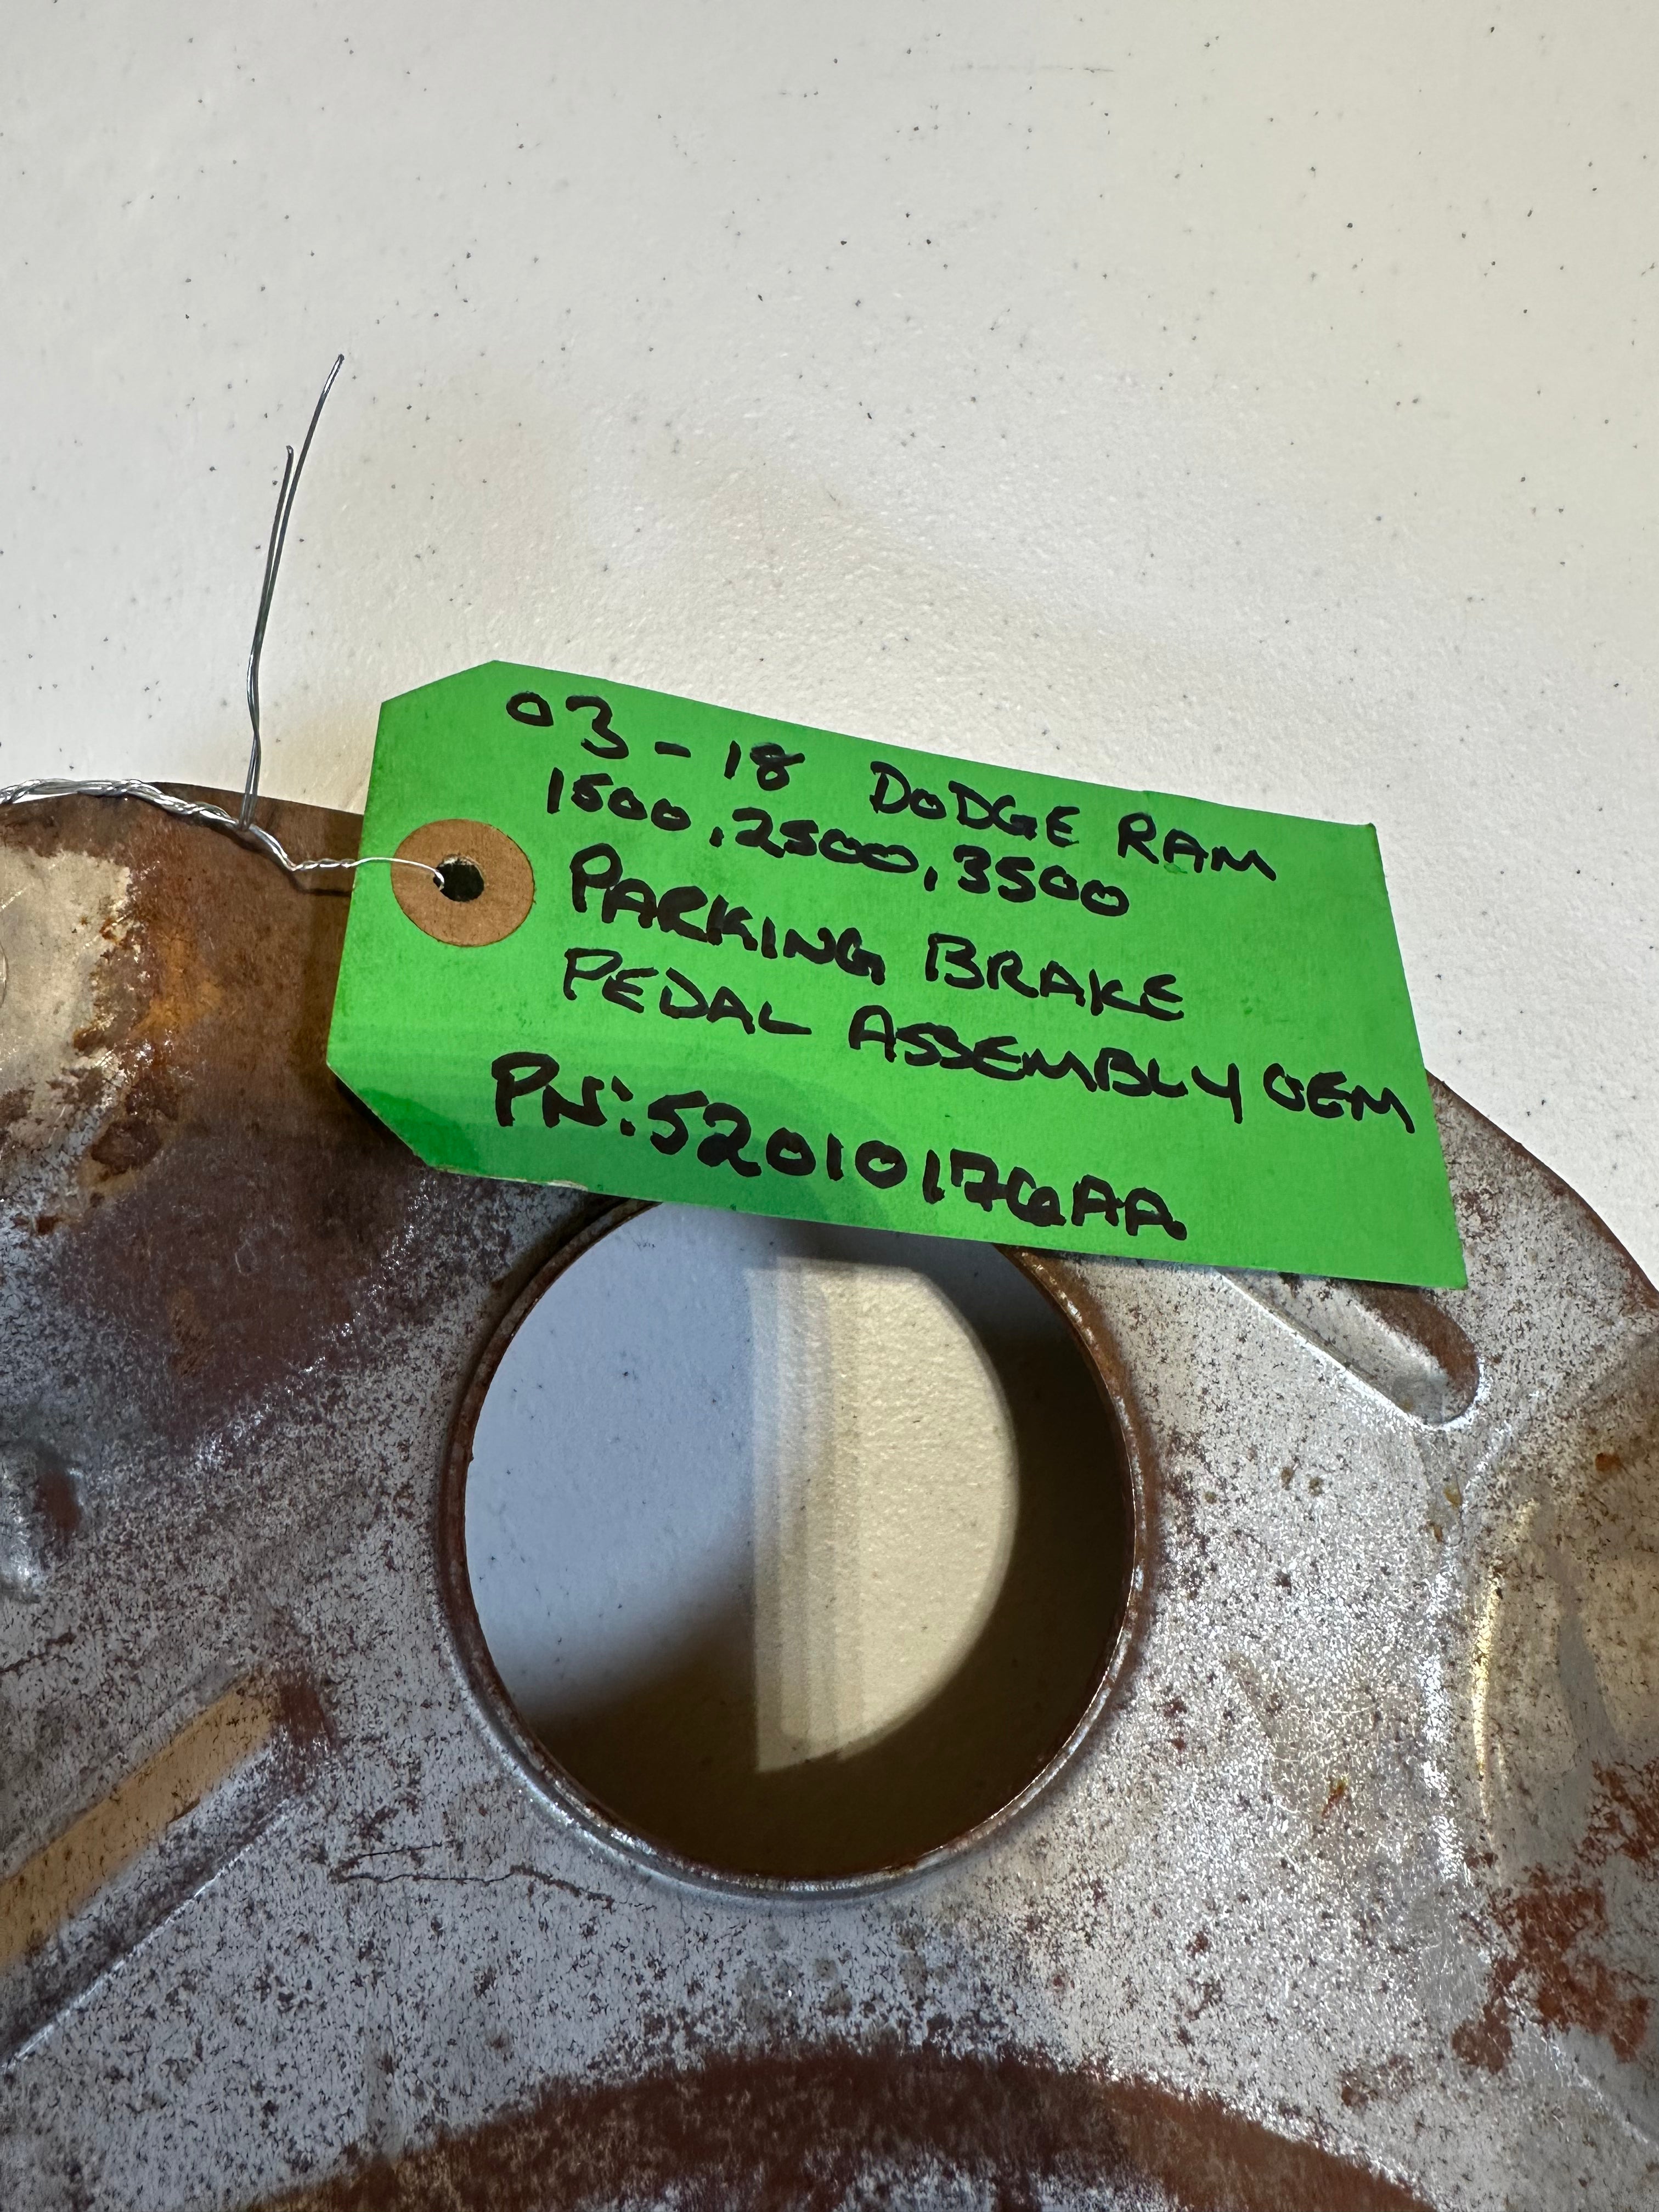 03-18 DODGE RAM
1500, 2500, 3500
PARKING BRAKE
PEDAL ASSEMBLY OEM
PN:52010176AA